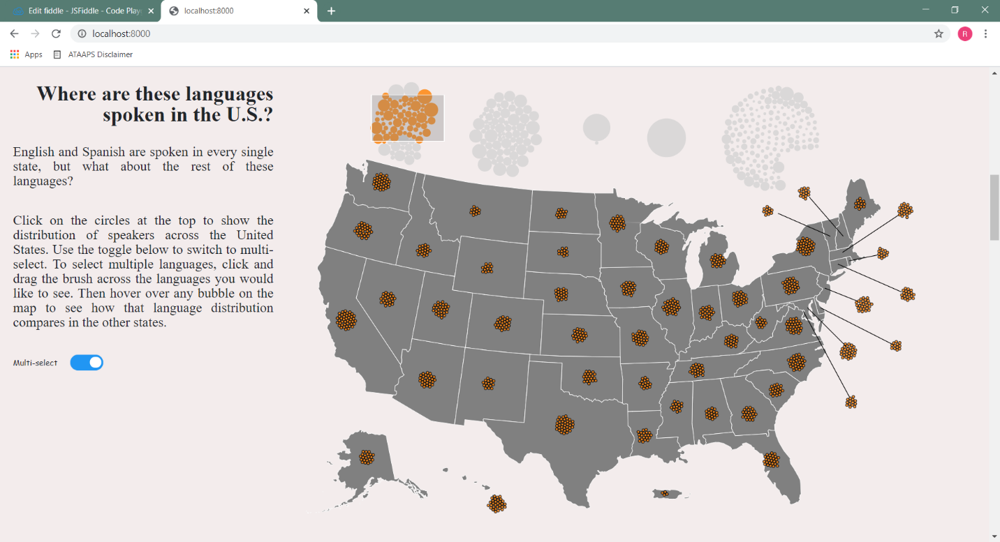 Edit fiddle - JSFiddle - Code Play
localhost:8000
localhost:8000
R
Apps
ATAAPS Disclaimer
Where are these languages
spoken in the U.S.?
English and Spanish are spoken in every single
state, but what about the rest of these
languages?
Click on the circles at the top to show the
distribution of speakers across the United
States. Use the toggle below to switch to multi-
select. To select multiple languages, click and
drag the brush across the languages you would
like to see. Then hover over any bubble on the
map to see how that language distribution
compares in the other states.
Multi-select